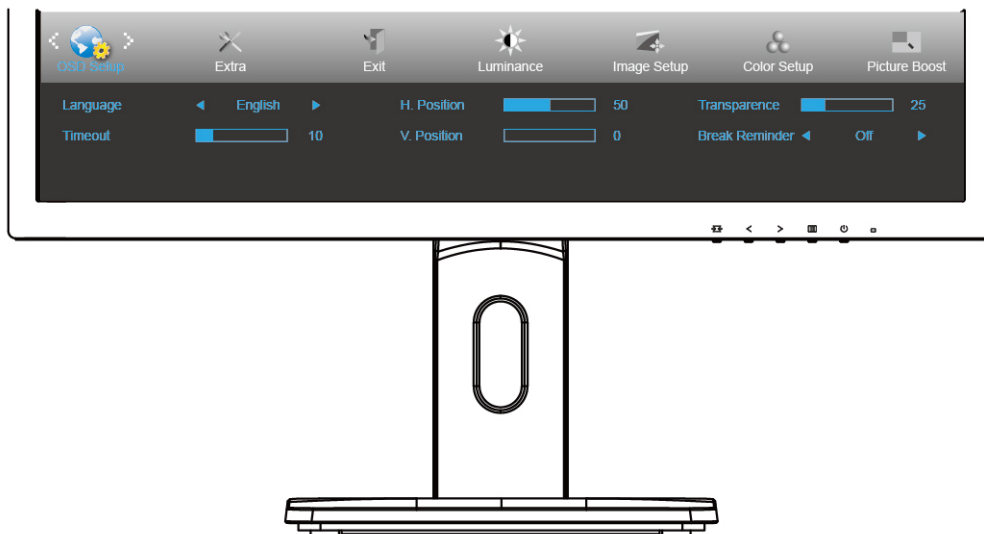 OSD Setup Extra Exit Luminance Image Setup Color Setup Picture Boost
Language English H. Position 50 Transparence 25
Timeout 10 V. Position 0 Break Reminder Off